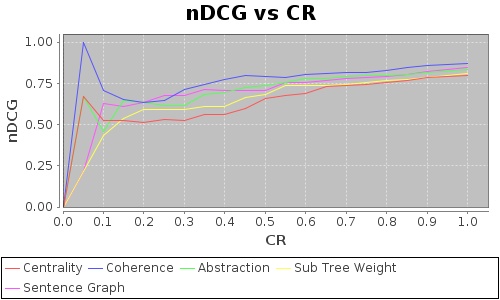 nDCG vs CR
nDCG
1.00
0.75
0.50
0.25
0.00
0.0 0.1 0.2 0.3 0.4 0.5 0.6 0.7 0.8 0.9 1.0
CR
Centrality Coherence Abstraction Sub Tree Weight
Sentence Graph